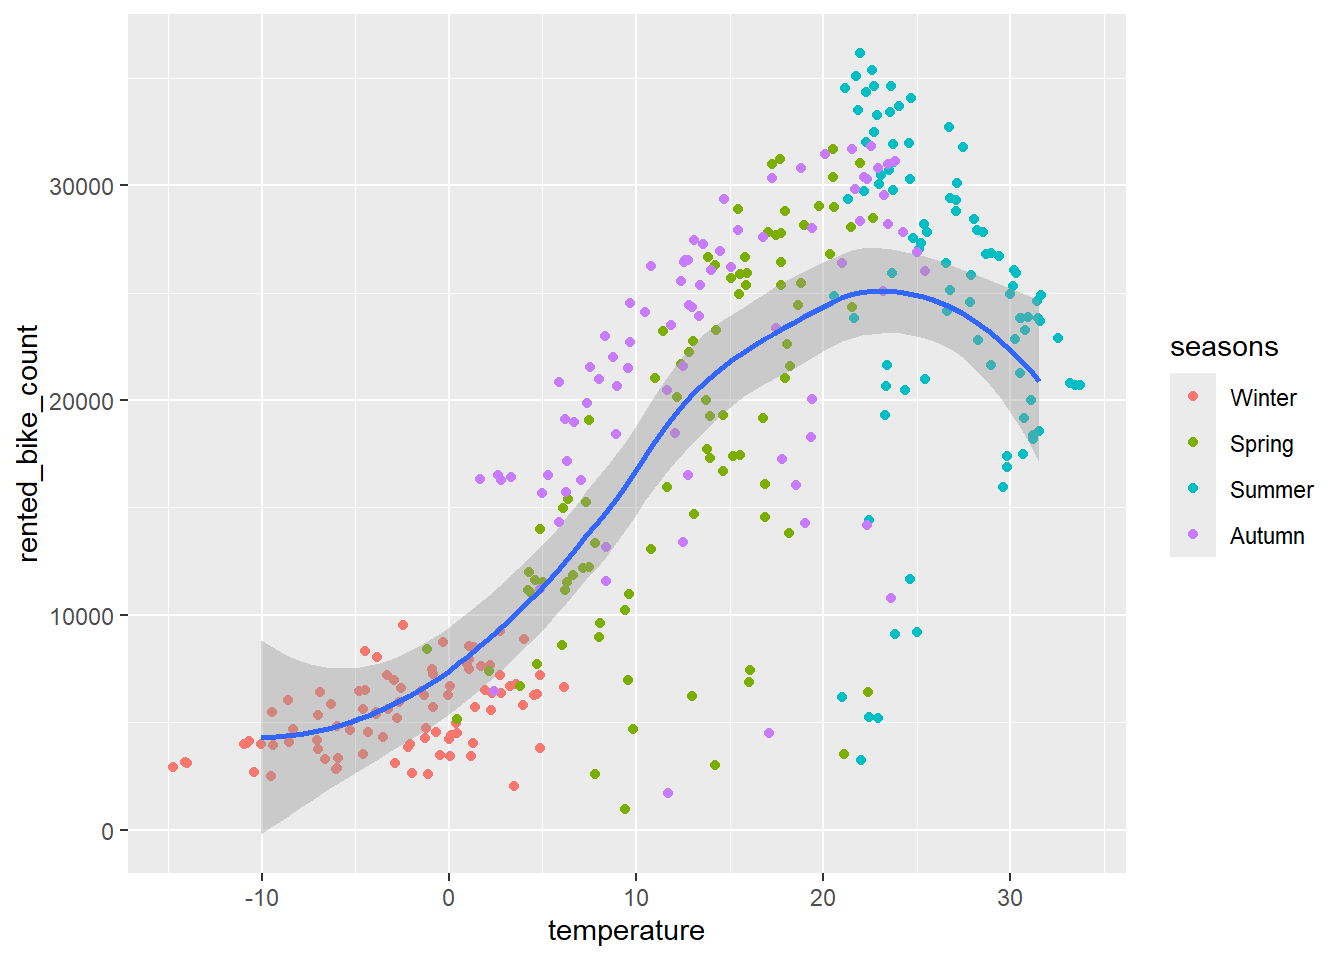 30000
20000
10000
0
rented_bike_count
-10
0
10
20
30
temperature
seasons
Winter
Spring
Summer
Autumn